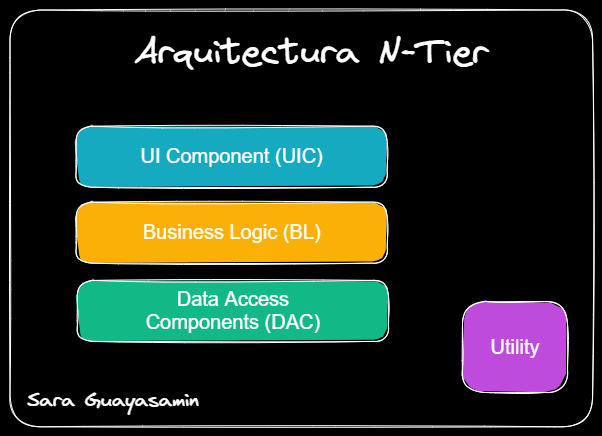 Arquitectura N-Tier
UI Component (UIC)
Business Logic (BL)
Data Access
Components (DAC)
Utility
Sara Guayasamin